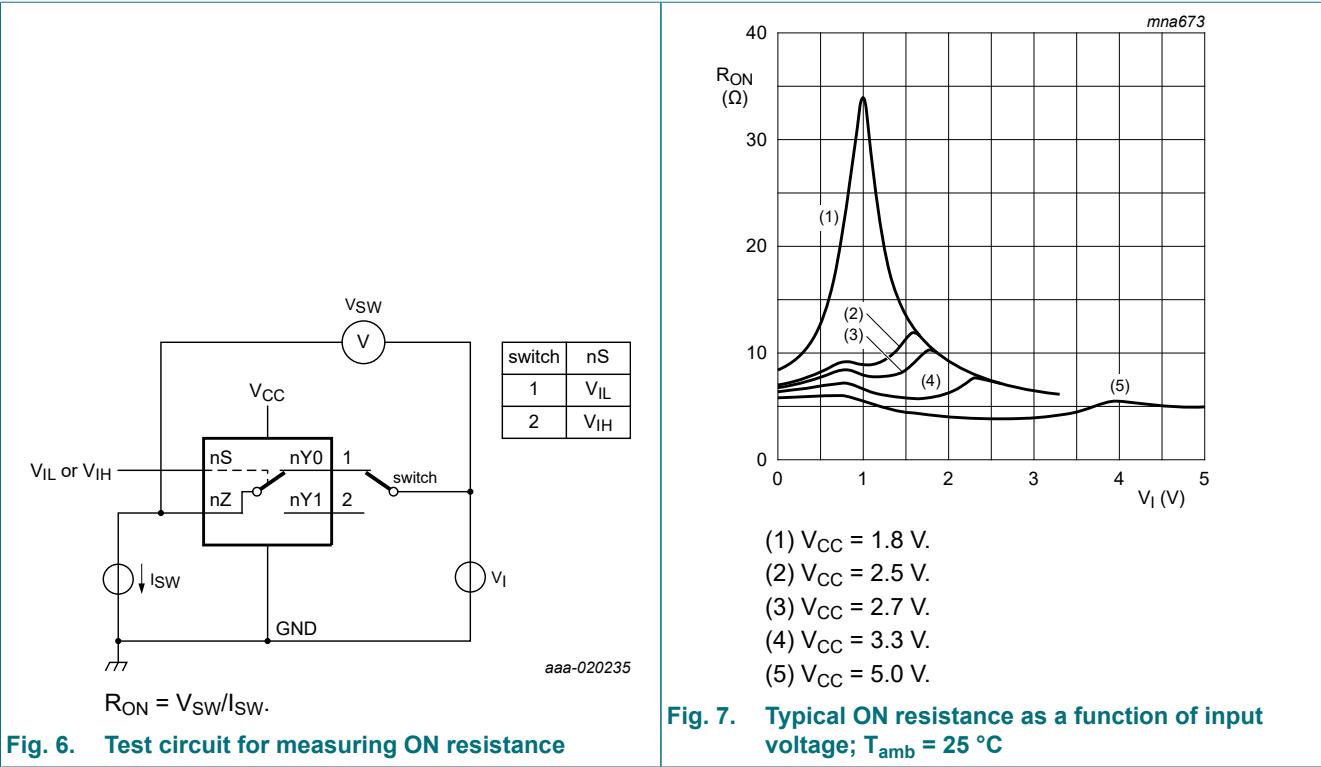 VSW
V
switch nS
1 VIL
2 VIH
VCC
VIL or VIH
nS nY0 1
switch
nZ nY1 2
ISW
VI
GND
aaa-020235
RON = VSW/ISW.
Fig. 6. Test circuit for measuring ON resistance
mna673
40
RON
(Ω)
30
(1)
20
(2)
(3)
10
(4)
(5)
0
0 1 2 3 4 5
VI (V)
(1) VCC = 1.8 V.
(2) VCC = 2.5 V.
(3) VCC = 2.7 V.
(4) VCC = 3.3 V.
(5) VCC = 5.0 V.
Fig. 7. Typical ON resistance as a function of input
voltage; Tamb = 25 °C